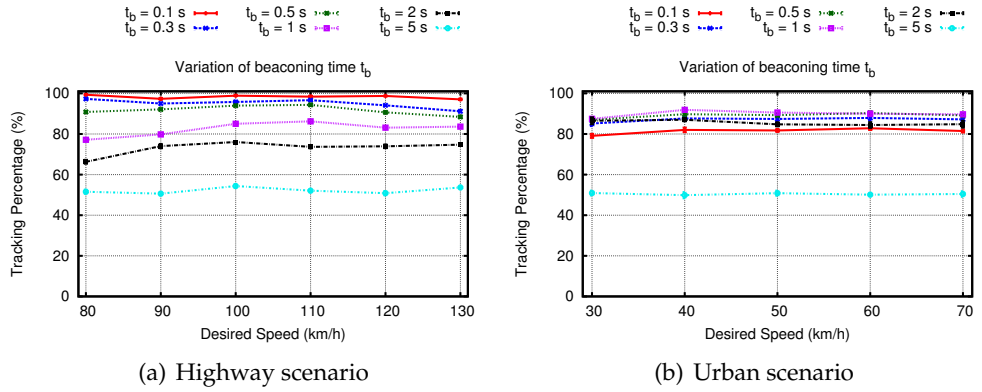 t_b = 0.1 s t_b = 0.5 s t_b = 2 s
t_b = 0.3 s t_b = 1 s t_b = 5 s
Variation of beaconing time t_b
Tracking Percentage (%)
100
80
60
40
20
0
80 90 100 110 120 130
Desired Speed (km/h)
(a) Highway scenario
t_b = 0.1 s t_b = 0.5 s t_b = 2 s
t_b = 0.3 s t_b = 1 s t_b = 5 s
Variation of beaconing time t_b
Tracking Percentage (%)
100
80
60
40
20
0
30 40 50 60 70
Desired Speed (km/h)
(b) Urban scenario